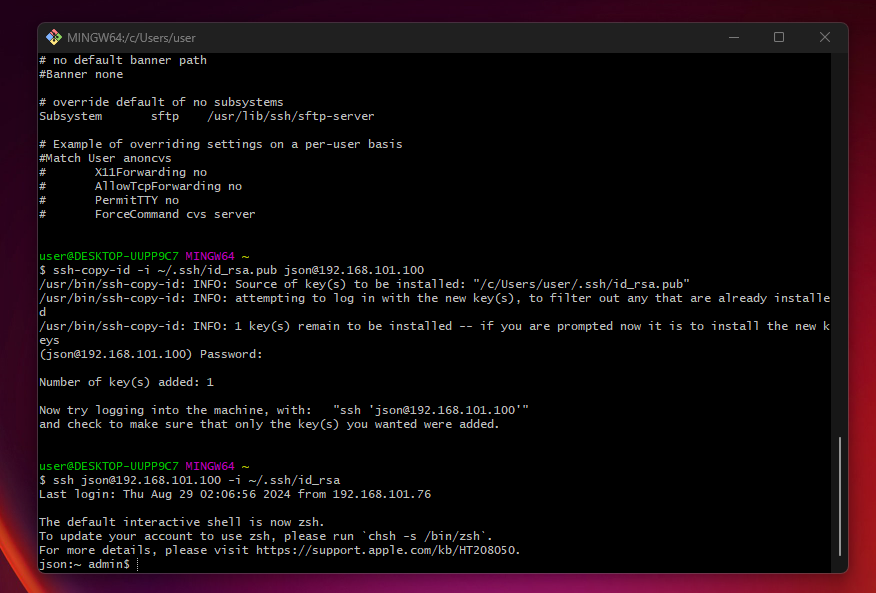 MINGW64:/c/Users/user
# no default banner path
#Banner none
# override default of no subsystems
Subsystem       sftp    /usr/lib/ssh/sftp-server
# Example of overriding settings on a per-user basis
#Match User anoncvs
#       X11Forwarding no
#       AllowTcpForwarding no
#       PermitTTY no
#       ForceCommand cvs server
user@DESKTOP-UUPP9C7 MINGW64 ~
$ ssh-copy-id -i ~/.ssh/id_rsa.pub json@192.168.101.100
/usr/bin/ssh-copy-id: INFO: Source of key(s) to be installed: "/c/Users/user/.ssh/id_rsa.pub"
/usr/bin/ssh-copy-id: INFO: attempting to log in with the new key(s), to filter out any that are already installe
d
/usr/bin/ssh-copy-id: INFO: 1 key(s) remain to be installed -- if you are prompted now it is to install the new k
eys
(json@192.168.101.100) Password:
Number of key(s) added: 1
Now try logging into the machine, with:   "ssh 'json@192.168.101.100'"
and check to make sure that only the key(s) you wanted were added.
user@DESKTOP-UUPP9C7 MINGW64 ~
$ ssh json@192.168.101.100 -i ~/.ssh/id_rsa
Last login: Thu Aug 29 02:06:56 2024 from 192.168.101.76
The default interactive shell is now zsh.
To update your account to use zsh, please run `chsh -s /bin/zsh`.
For more details, please visit https://support.apple.com/kb/HT208050.
json:~ admin$